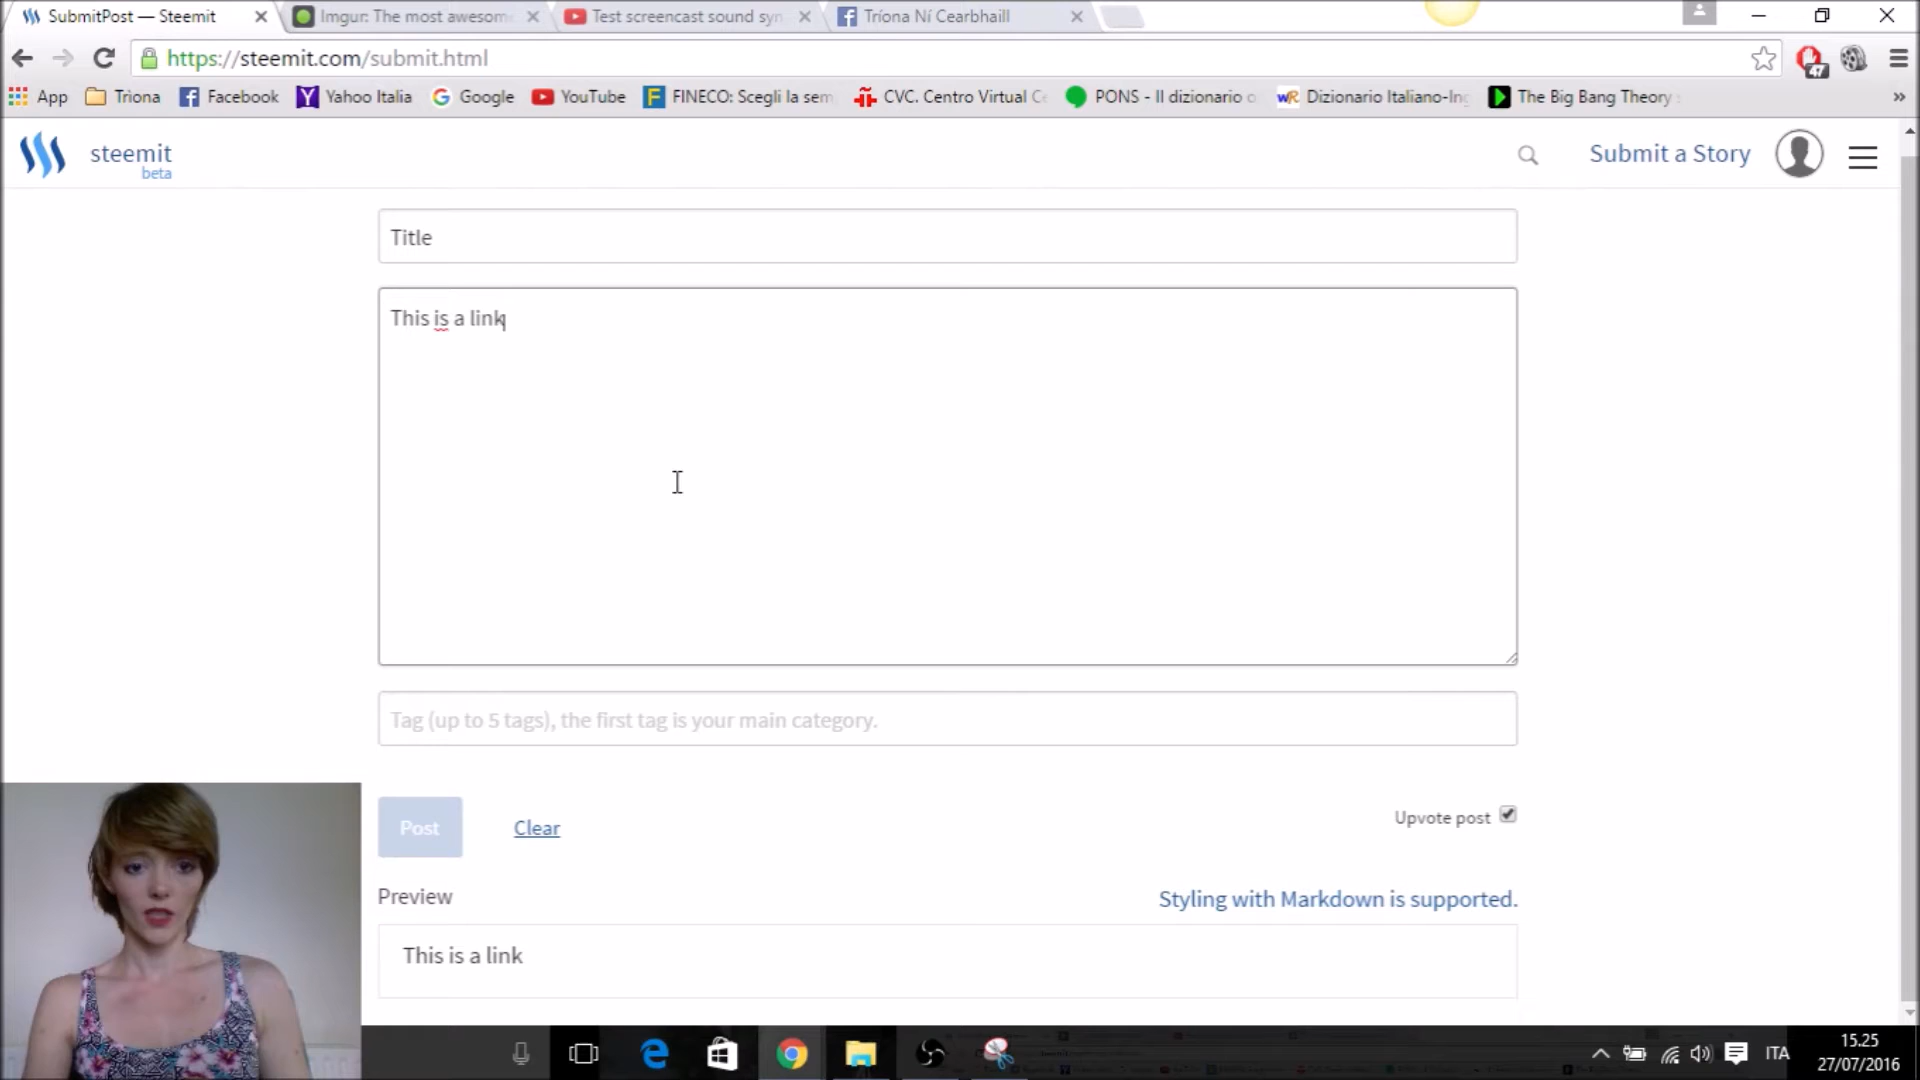 SubmitPost — Steemit
Imgur: The most awesom
Test screencast sound syn
Tríona Ní Cearbhaill
https://steemit.com/submit.html
47
App
Triona
Facebook
Yahoo Italia
Google
YouTube
FINECO: Scegli la sem
CVC. Centro Virtual C
PONS - Il dizionario o
Dizionario Italiano-Ing
The Big Bang Theory
steemit
beta
Submit a Story
Title
This is a link
Tag (up to 5 tags), the first tag is your main category.
Post
Clear
Upvote post
Preview
Styling with Markdown is supported.
This is a link
ITA
15.25
27/07/2016